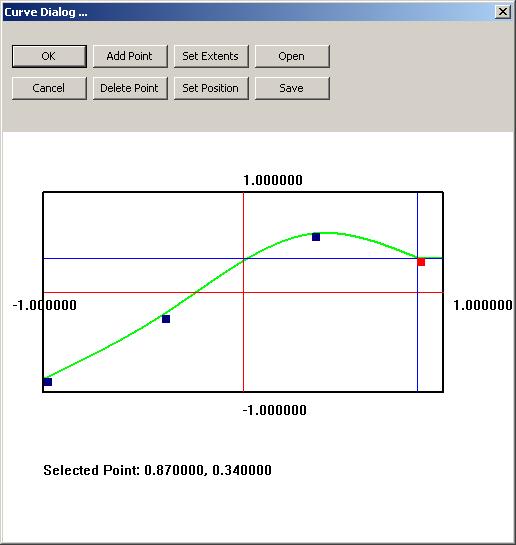 Curve Dialog ...
OK Add Point Set Extents Open
Cancel Delete Point Set Position Save
1.000000
-1.000000 1.000000
-1.000000
Selected Point: 0.870000, 0.340000